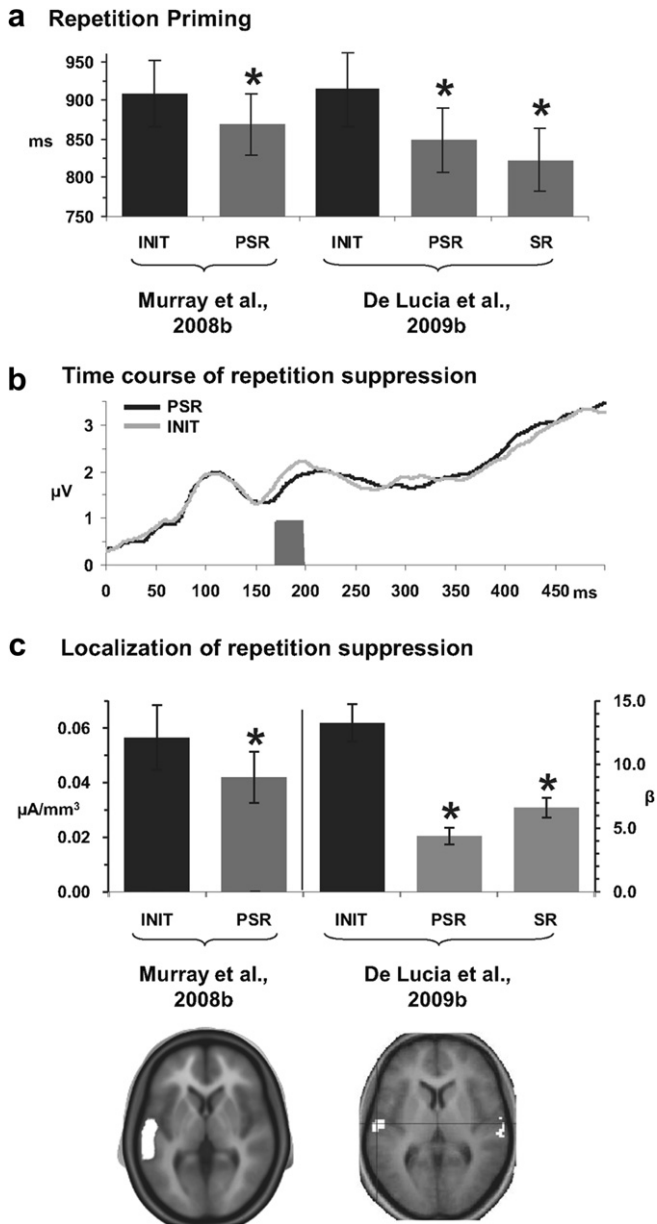 a Repetition Priming
950
900
850
800
750
ms
*
*
*
INIT PSR INIT PSR SR
Murray et al., De Lucia et al.,
2008b 2009b
b Time course of repetition suppression
PSR
INIT
3
2
1
0
µV
0 50 100 150 200 250 300 350 400 450 ms
c Localization of repetition suppression
0.06
0.04
0.02
0.00
µA/mm³
15.0
10.0
5.0
0.0
β
*
*
*
INIT PSR INIT PSR SR
Murray et al., De Lucia et al.,
2008b 2009b